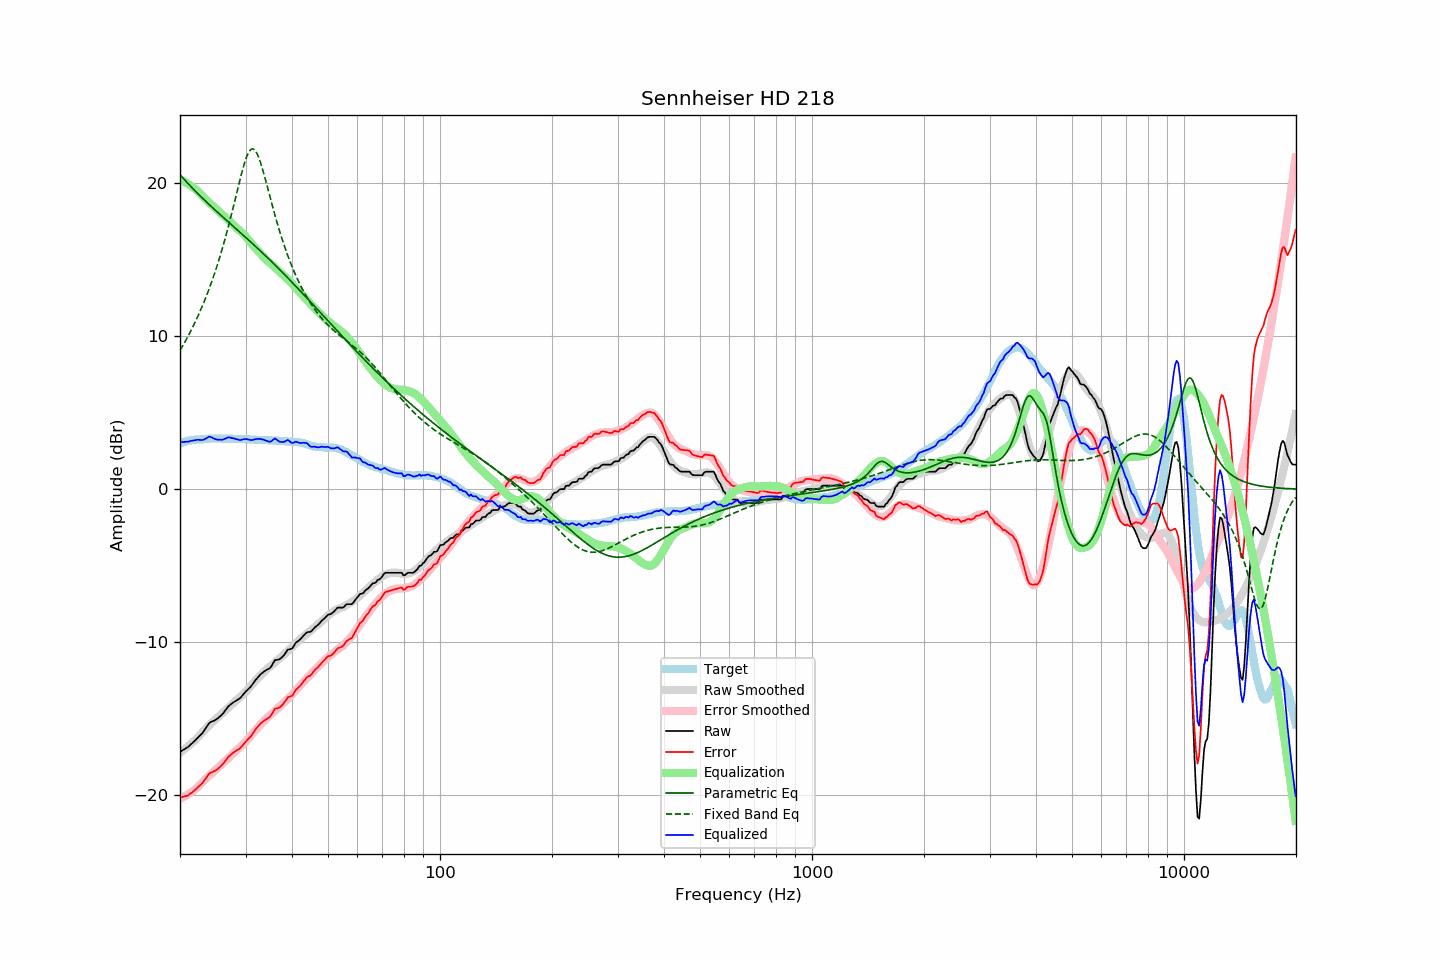 Sennheiser HD 218
Amplitude (dBr)
20
10
0
−10
−20
100
1000
10000
Frequency (Hz)
Target
Raw Smoothed
Error Smoothed
Raw
Error
Equalization
Parametric Eq
Fixed Band Eq
Equalized